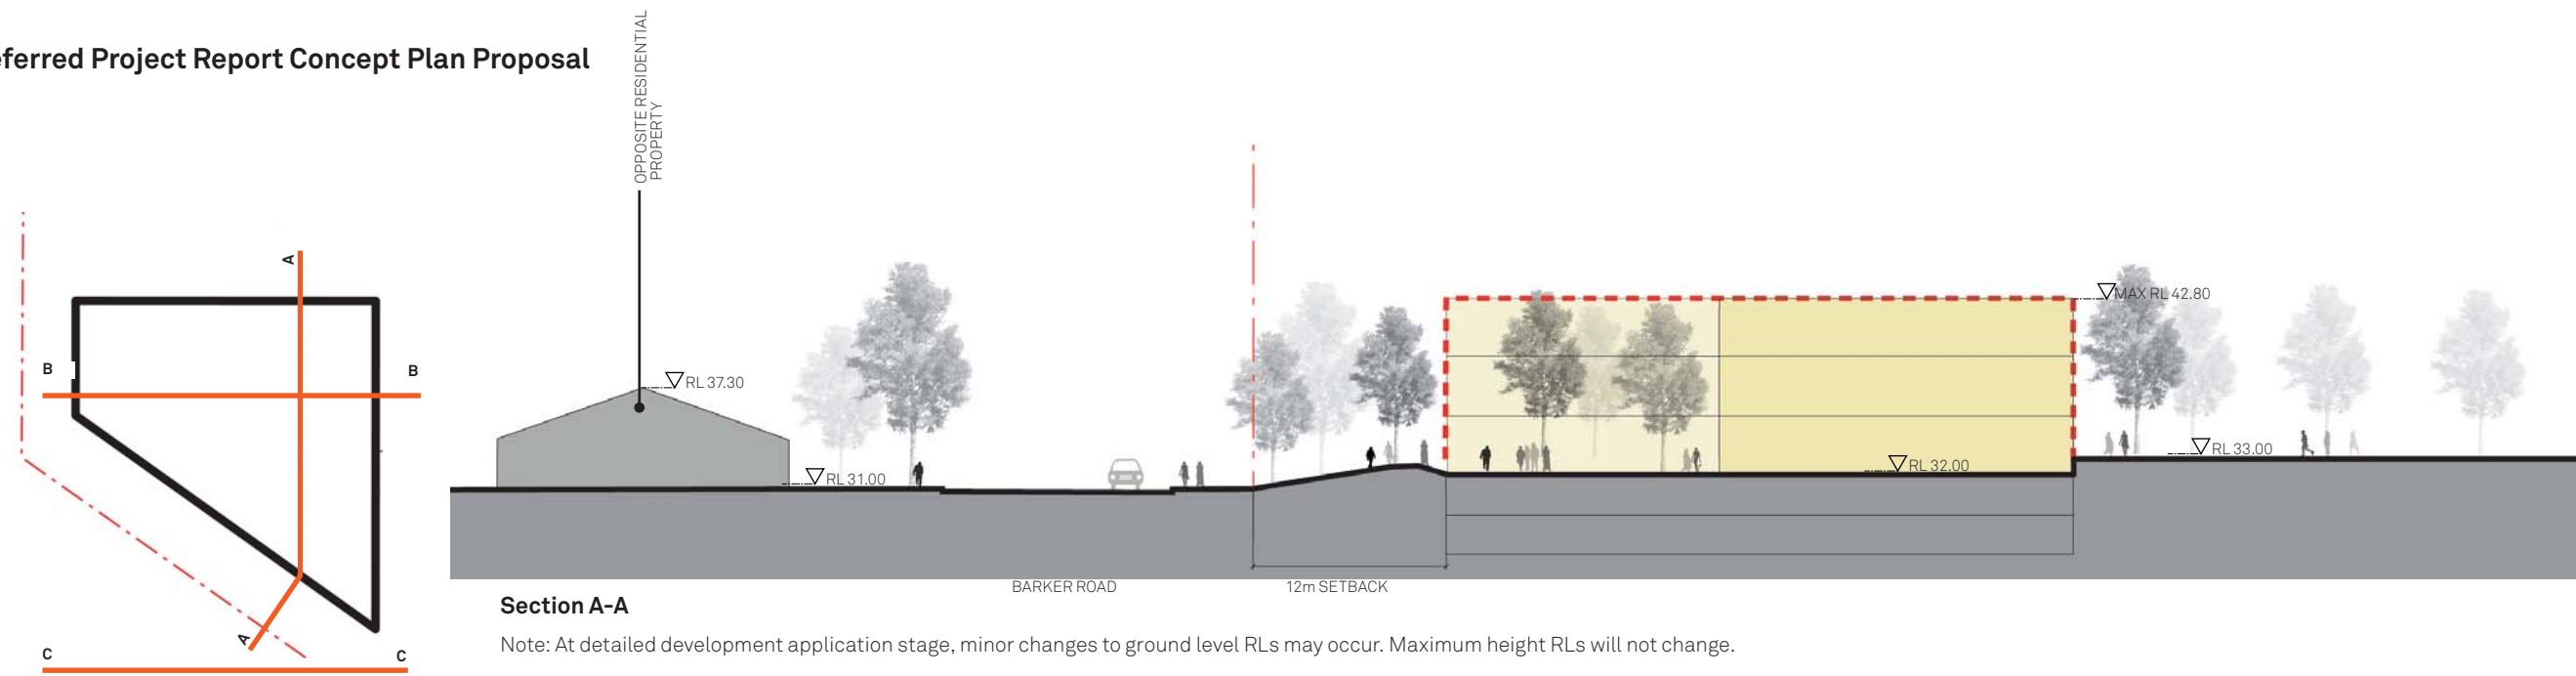 eferred Project Report Concept Plan Proposal
OPPOSITE RESIDENTIAL
PROPERTY
A
B
B
A
C
C
RL 37.30
RL 31.00
MAX RL 42.80
RL 33.00
RL 32.00
BARKER ROAD
12m SETBACK
Section A-A
Note: At detailed development application stage, minor changes to ground level RLs may occur. Maximum height RLs will not change.